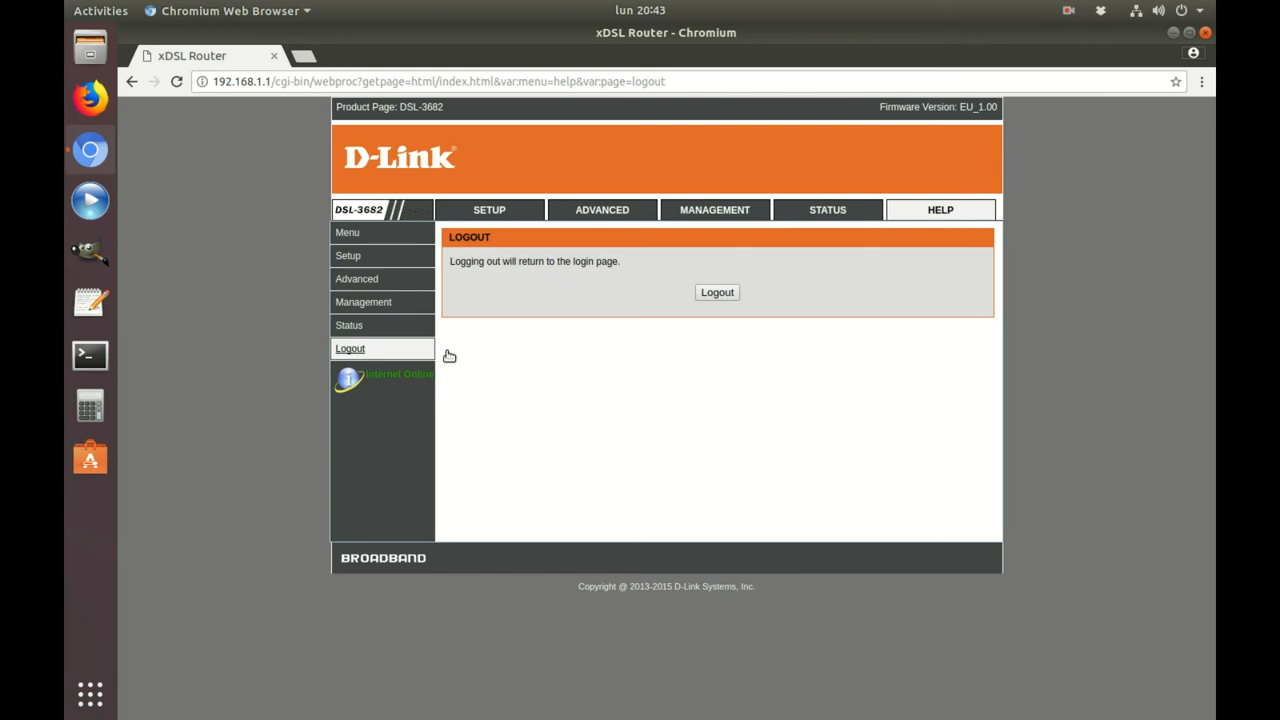 Activities Chromium Web Browser lun 20:43
xDSL Router - Chromium
xDSL Router
192.168.1.1/cgi-bin/webproc?getpage=html/index.html&var:menu=help&var:page=logout
Product Page: DSL-3682 Firmware Version: EU_1.00
D-Link
DSL-3682 SETUP ADVANCED MANAGEMENT STATUS HELP
Menu
Setup
Advanced
Management
Status
Logout
Internet Online
LOGOUT
Logging out will return to the login page.
Logout
BROADBAND
Copyright @ 2013-2015 D-Link Systems, Inc.